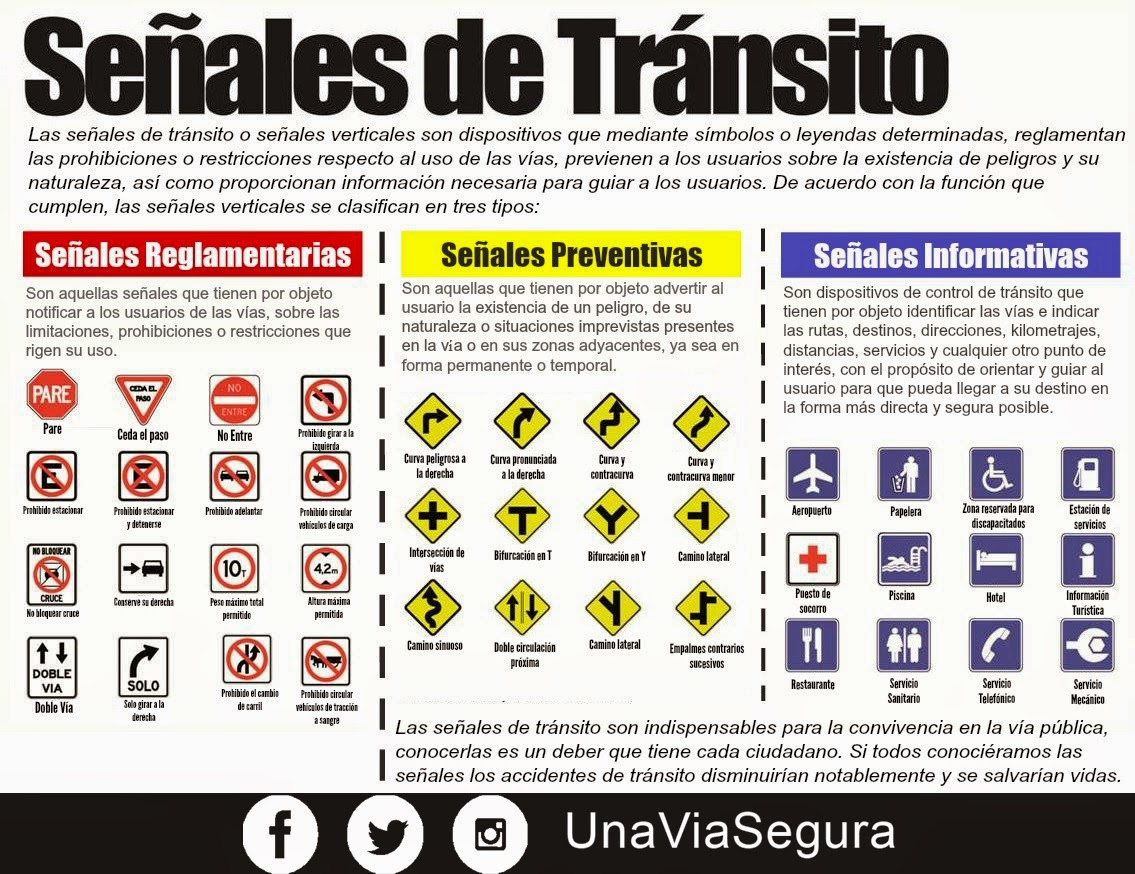 Señales de Tránsito
Las señales de tránsito o señales verticales son dispositivos que mediante símbolos o leyendas determinadas, reglamentan
las prohibiciones o restricciones respecto al uso de las vías, previenen a los usuarios sobre la existencia de peligros y su
naturaleza, así como proporcionan información necesaria para guiar a los usuarios. De acuerdo con la función que
cumplen, las señales verticales se clasifican en tres tipos:
Señales Reglamentarias
Son aquellas señales que tienen por objeto
notificar a los usuarios de las vías, sobre las
limitaciones, prohibiciones o restricciones que
rigen su uso.
PARE
Pare
CEDA EL
PASO
Ceda el paso
NO
ENTRE
No Entre
Prohibido girar a la
izquierda
E
Prohibido estacionar
E
Prohibido estacionar
y detenerse
Prohibido adelantar
Prohibido circular
vehículos de carga
NO BLOQUEAR
CRUCE
No bloquear cruce
Conserve su derecha
10T
Peso máximo total
permitido
4,2m
Altura máxima
permitida
DOBLE
VIA
Doble Vía
SOLO
Solo girar a la
derecha
Prohibido el cambio
de carril
Prohibido circular
vehículos de tracción
a sangre
Señales Preventivas
Son aquellas que tienen por objeto advertir al
usuario la existencia de un peligro, de su
naturaleza o situaciones imprevistas presentes
en la vía o en sus zonas adyacentes, ya sea en
forma permanente o temporal.
Curva peligrosa a
la derecha
Curva pronunciada
a la derecha
Curva y
contracurva
Curva y
contracurva menor
Intersección de
vías
Bifurcación en T
Bifurcación en Y
Camino lateral
Camino sinuoso
Doble circulación
próxima
Camino lateral
Empalmes contrarios
sucesivos
Señales Informativas
Son dispositivos de control de tránsito que
tienen por objeto identificar las vías e indicar
las rutas, destinos, direcciones, kilometrajes,
distancias, servicios y cualquier otro punto de
interés, con el propósito de orientar y guiar al
usuario para que pueda llegar a su destino en
la forma más directa y segura posible.
Aeropuerto
Papelera
Zona reservada para
discapacitados
Estación de
servicios
Puesto de
socorro
Piscina
Hotel
i
Información
Turística
Restaurante
Servicio
Sanitario
Servicio
Telefónico
Servicio
Mecánico
Las señales de tránsito son indispensables para la convivencia en la vía pública,
conocerlas es un deber que tiene cada ciudadano. Si todos conociéramos las
señales los accidentes de tránsito disminuirían notablemente y se salvarían vidas.
f
UnaViaSegura